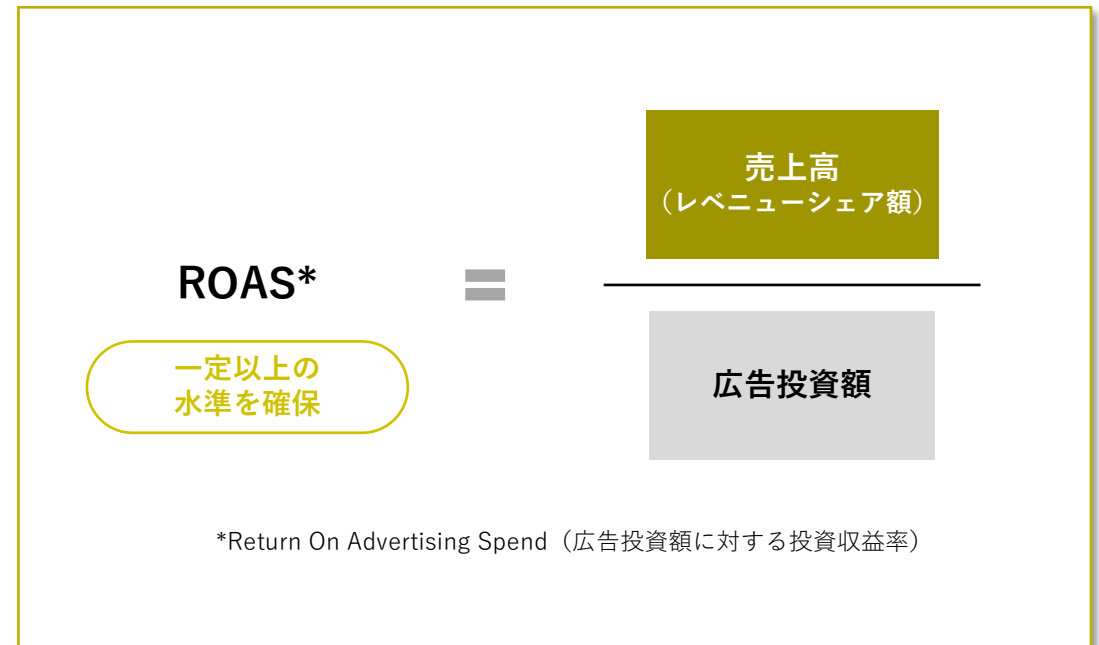 売上高
（レベニューシェア額）
ROAS*
=
一定以上の
水準を確保
広告投資額
*Return On Advertising Spend（広告投資額に対する投資収益率）